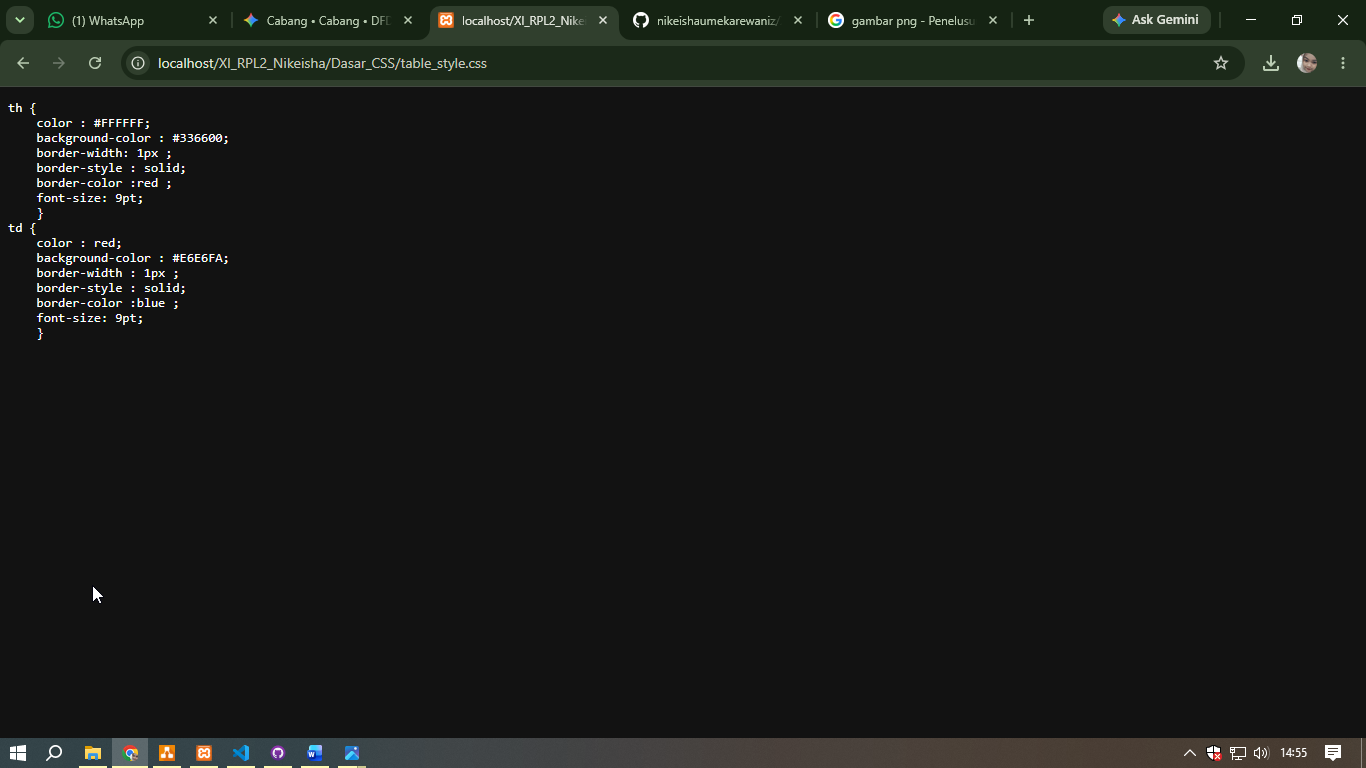 (1) WhatsApp
Cabang • Cabang • DFD
localhost/XI_RPL2_Nikei
nikeishaumekarewaniz/
gambar png - Penelusu
Ask Gemini
localhost/XI_RPL2_Nikeisha/Dasar_CSS/table_style.css
th {
    color : #FFFFFF;
    background-color : #336600;
    border-width: 1px ;
    border-style : solid;
    border-color :red ;
    font-size: 9pt;
    }
td {
    color : red;
    background-color : #E6E6FA;
    border-width : 1px ;
    border-style : solid;
    border-color :blue ;
    font-size: 9pt;
    }
14:55